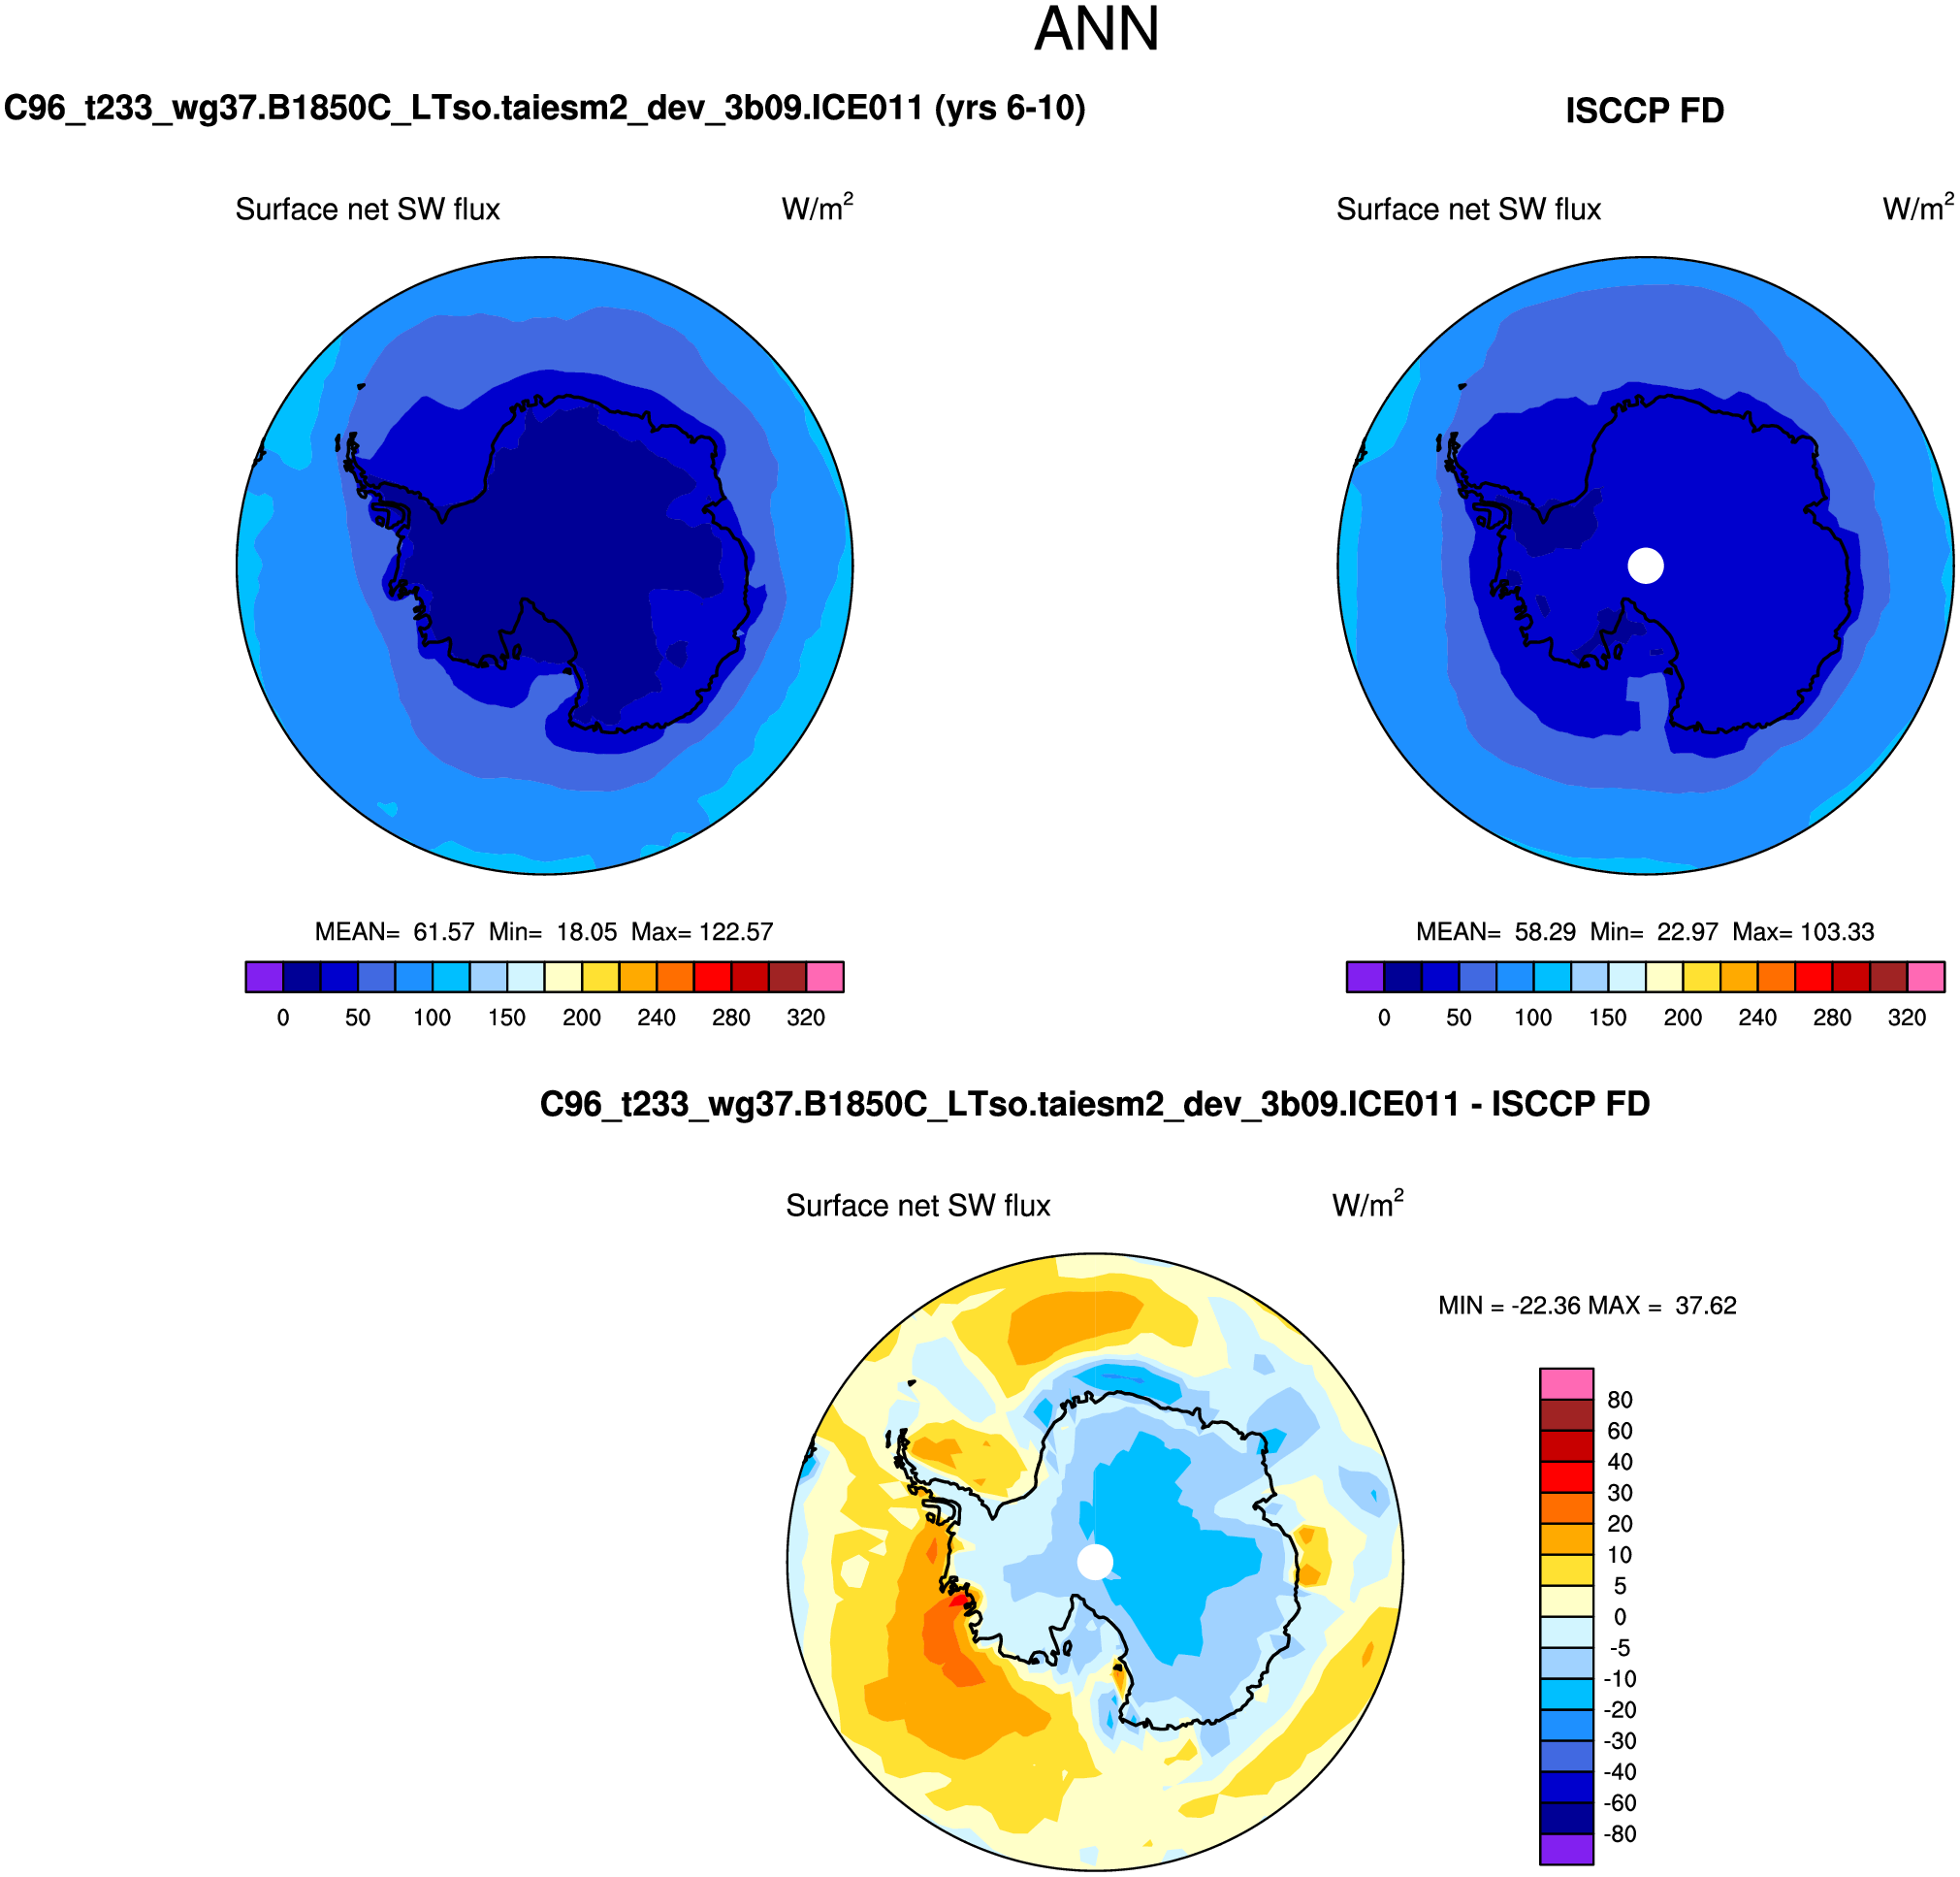 ANN
C96_t233_wg37.B1850C_LTso.taiesm2_dev_3b09.ICE011 (yrs 6-10)
ISCCP FD
Surface net SW flux W/m2
Surface net SW flux W/m2
MEAN= 61.57 Min= 18.05 Max= 122.57
MEAN= 58.29 Min= 22.97 Max= 103.33
0 50 100 150 200 240 280 320
0 50 100 150 200 240 280 320
C96_t233_wg37.B1850C_LTso.taiesm2_dev_3b09.ICE011 - ISCCP FD
Surface net SW flux W/m2
MIN = -22.36 MAX = 37.62
80
60
40
30
20
10
5
0
-5
-10
-20
-30
-40
-60
-80